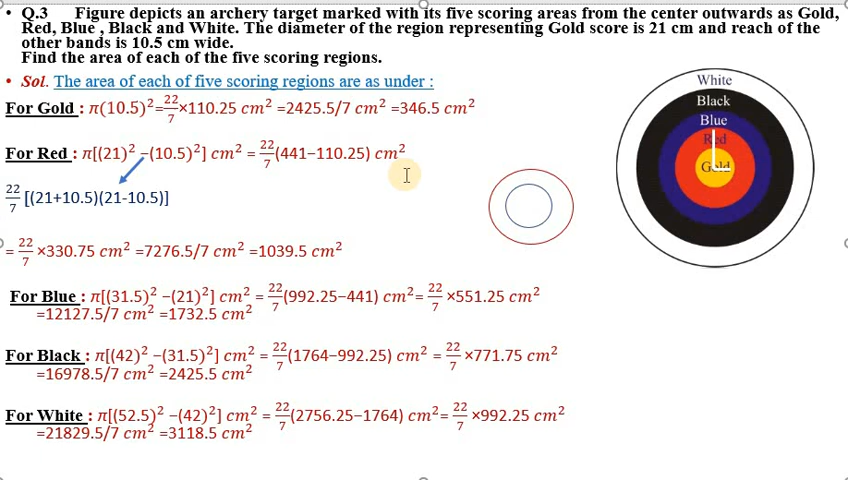 • Q.3 Figure depicts an archery target marked with its five scoring areas from the center outwards as Gold,
Red, Blue , Black and White. The diameter of the region representing Gold score is 21 cm and reach of the
other bands is 10.5 cm wide.
Find the area of each of the five scoring regions.
• Sol. The area of each of five scoring regions are as under :
For Gold : π(10.5)²=22/7×110.25 cm² =2425.5/7 cm² =346.5 cm²
For Red : π[(21)² −(10.5)²] cm² = 22/7(441−110.25) cm²
22/7 [(21+10.5)(21-10.5)]
= 22/7 ×330.75 cm² =7276.5/7 cm² =1039.5 cm²
For Blue : π[(31.5)² −(21)²] cm² = 22/7(992.25−441) cm²= 22/7 ×551.25 cm²
=12127.5/7 cm² =1732.5 cm²
For Black : π[(42)² −(31.5)²] cm² = 22/7(1764−992.25) cm² = 22/7 ×771.75 cm²
=16978.5/7 cm² =2425.5 cm²
For White : π[(52.5)² −(42)²] cm² = 22/7(2756.25−1764) cm²= 22/7 ×992.25 cm²
=21829.5/7 cm² =3118.5 cm²
White
Black
Blue
Red
Gold